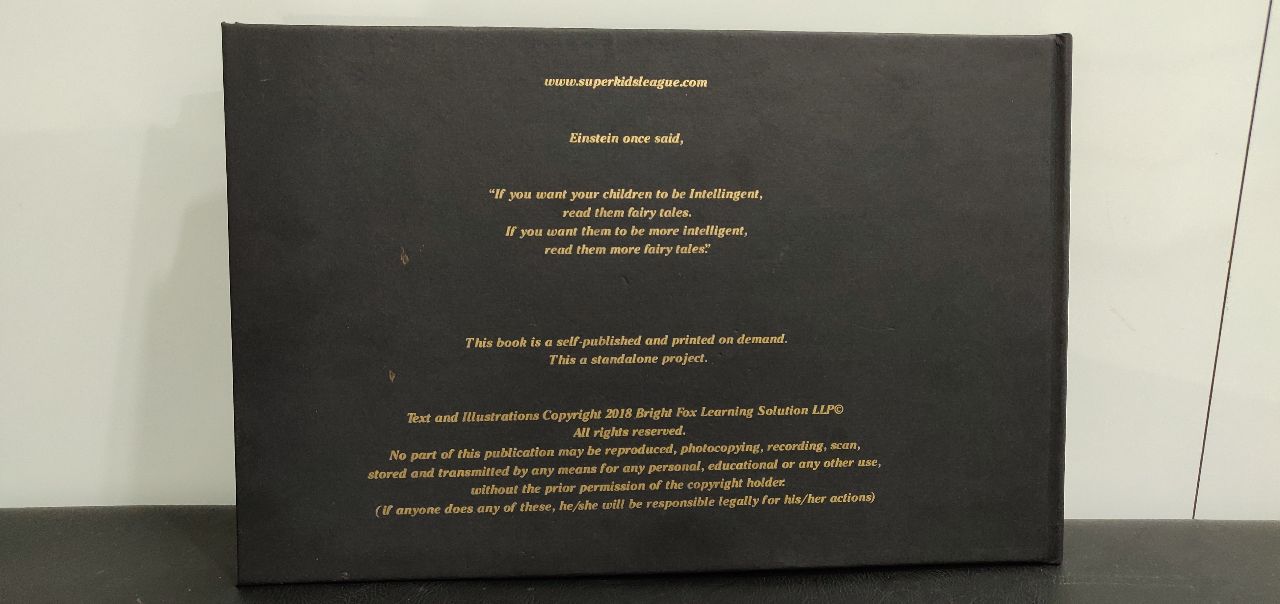 www.superkidsleague.com
Einstein once said,
“If you want your children to be Intellingent,
read them fairy tales.
If you want them to be more intelligent,
read them more fairy tales.”
This book is a self-published and printed on demand.
This a standalone project.
Text and Illustrations Copyright 2018 Bright Fox Learning Solution LLP©
All rights reserved.
No part of this publication may be reproduced, photocopying, recording, scan,
stored and transmitted by any means for any personal, educational or any other use,
without the prior permission of the copyright holder.
(If anyone does any of these, he/she will be responsible legally for his/her actions)